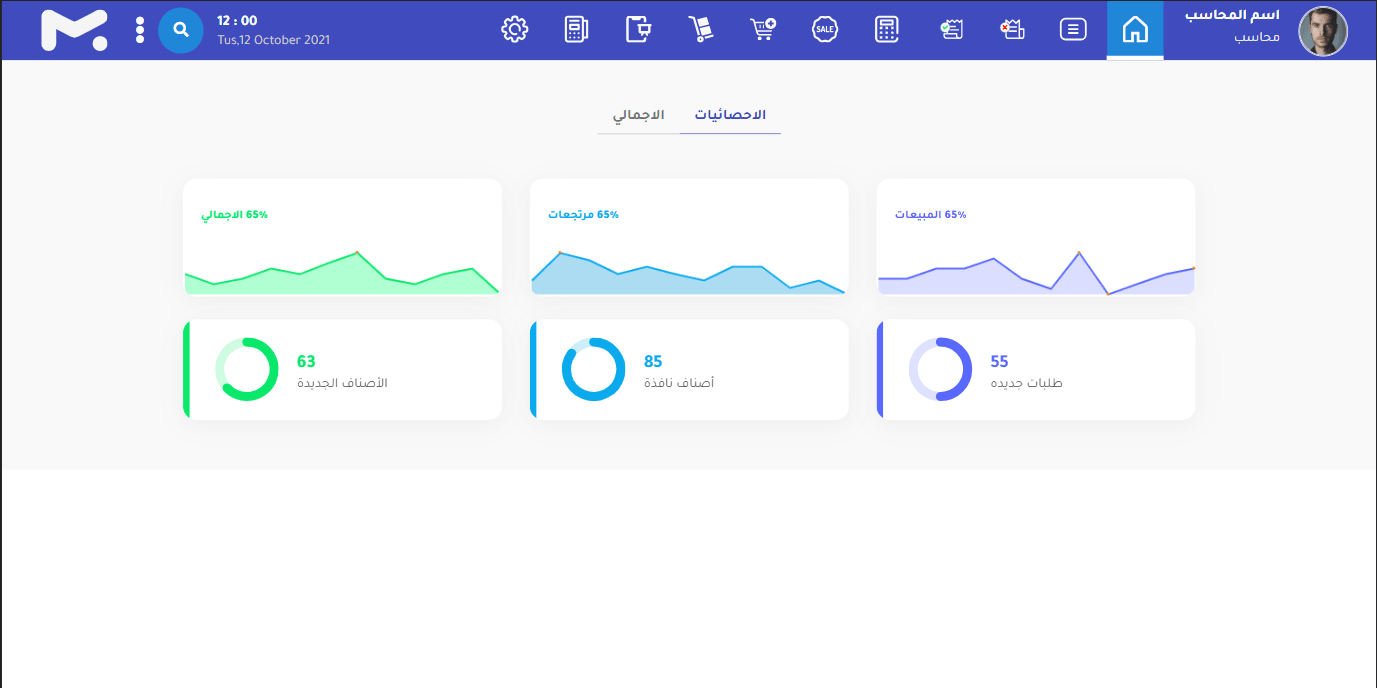 اسم المحاسب
محاسب
SALE
12 : 00
Tus,12 October 2021
الاحصائيات
الاجمالي
65% المبيعات
65% مرتجعات
65% الاجمالي
55
طلبات جديده
85
أصناف نافذة
63
الأصناف الجديدة